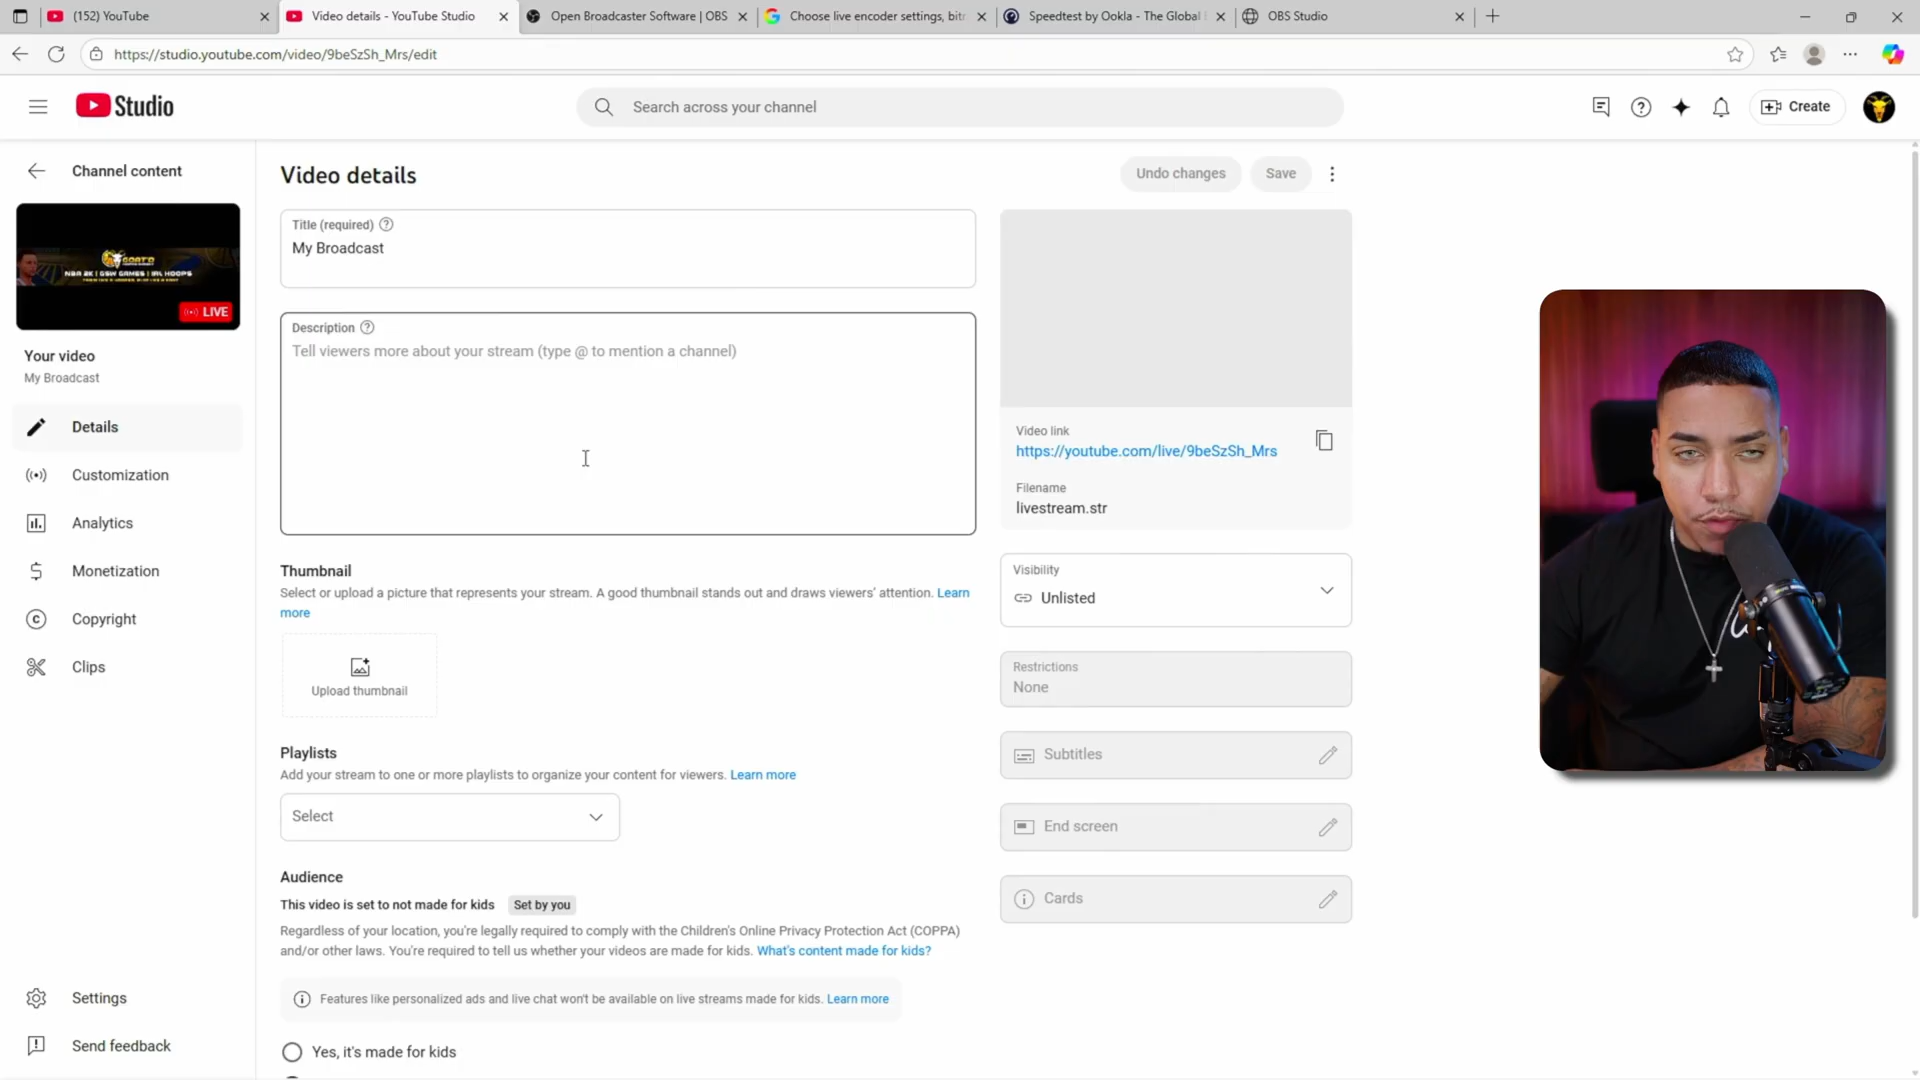 (152) YouTube
Video details - YouTube Studio
Open Broadcaster Software | OBS
Choose live encoder settings, bitr
Speedtest by Ookla - The Global
OBS Studio
https://studio.youtube.com/video/9beSzSh_Mrs/edit
Studio
Search across your channel
Create
Channel content
GOAT'D
NBA 2K | GSW GAMES | IRL HOOPS
LIVE
Your video
My Broadcast
Details
Customization
Analytics
Monetization
Copyright
Clips
Settings
Send feedback
Video details
Undo changes
Save
Title (required)
My Broadcast
Description
Tell viewers more about your stream (type @ to mention a channel)
Thumbnail
Select or upload a picture that represents your stream. A good thumbnail stands out and draws viewers' attention. Learn
more
Upload thumbnail
Playlists
Add your stream to one or more playlists to organize your content for viewers. Learn more
Select
Audience
This video is set to not made for kids Set by you
Regardless of your location, you're legally required to comply with the Children's Online Privacy Protection Act (COPPA)
and/or other laws. You're required to tell us whether your videos are made for kids. What's content made for kids?
Features like personalized ads and live chat won't be available on live streams made for kids. Learn more
Yes, it's made for kids
Video link
https://youtube.com/live/9beSzSh_Mrs
Filename
livestream.str
Visibility
Unlisted
Restrictions
None
Subtitles
End screen
Cards